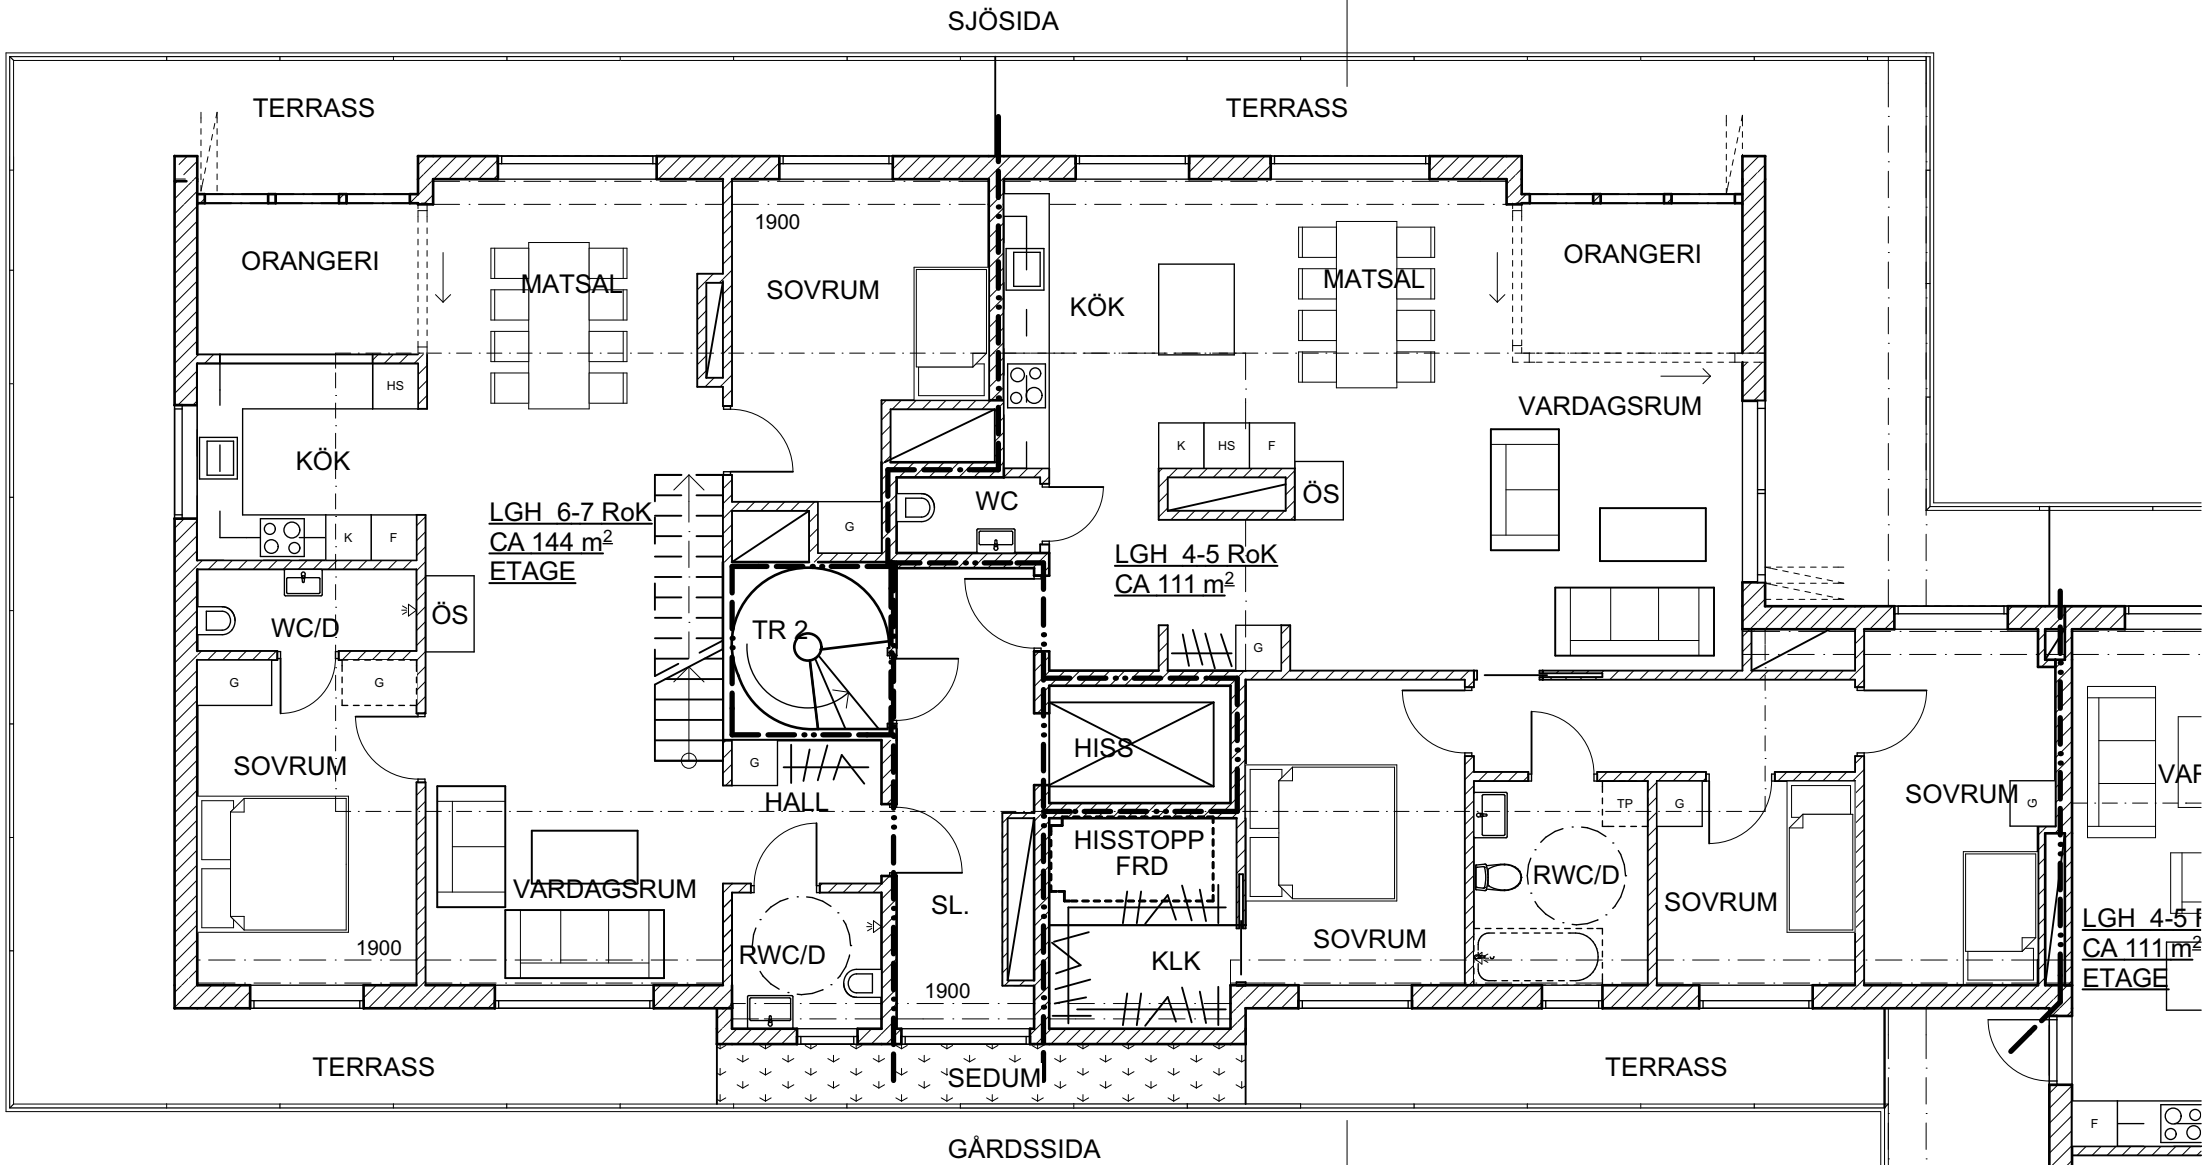 SJÖSIDA
TERRASS
TERRASS
1900
ORANGERI
MATSAL
SOVRUM
KÖK
MATSAL
ORANGERI
HS
VARDAGSRUM
KÖK
K
HS
F
ÖS
LGH 6-7 RoK
CA 144 m²
ETAGE
WC
G
K
F
LGH 4-5 RoK
CA 111 m²
WC/D
ÖS
TR 2
G
G
G
SOVRUM
G
HALL
HISS
SOVRUM
G
VAR
TP
G
HISSTOPP
FRD
VARDAGSRUM
SL.
RWC/D
SOVRUM
1900
RWC/D
KLK
SOVRUM
1900
LGH 4-5 R
CA 111 m²
ETAGE
TERRASS
SEDUM
TERRASS
F
GÅRDSSIDA